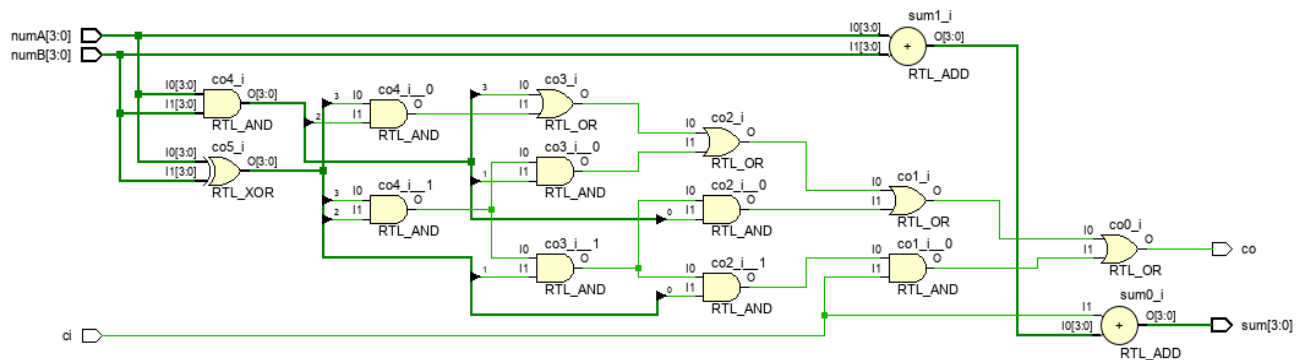 sum1_i
numA[3:0]
numB[3:0]
I0[3:0]
I1[3:0]
O[3:0]
+
RTL_ADD
co4_i
I0[3:0]
I1[3:0]
O[3:0]
RTL_AND
co4_i__0
3
I0
2
I1
O
RTL_AND
co3_i
3
I0
I1
O
RTL_OR
co2_i
I0
I1
O
RTL_OR
co5_i
I0[3:0]
I1[3:0]
O[3:0]
RTL_XOR
co3_i__0
I0
1
I1
O
RTL_AND
co4_i__1
3
I0
2
I1
O
RTL_AND
co2_i__0
I0
0
I1
O
RTL_AND
co1_i
I0
I1
O
RTL_OR
co3_i__1
I0
1
I1
O
RTL_AND
co2_i__1
I0
0
I1
O
RTL_AND
co1_i__0
I0
I1
O
RTL_AND
co0_i
I0
I1
O
RTL_OR
co
ci
sum0_i
I1
I0[3:0]
O[3:0]
+
RTL_ADD
sum[3:0]